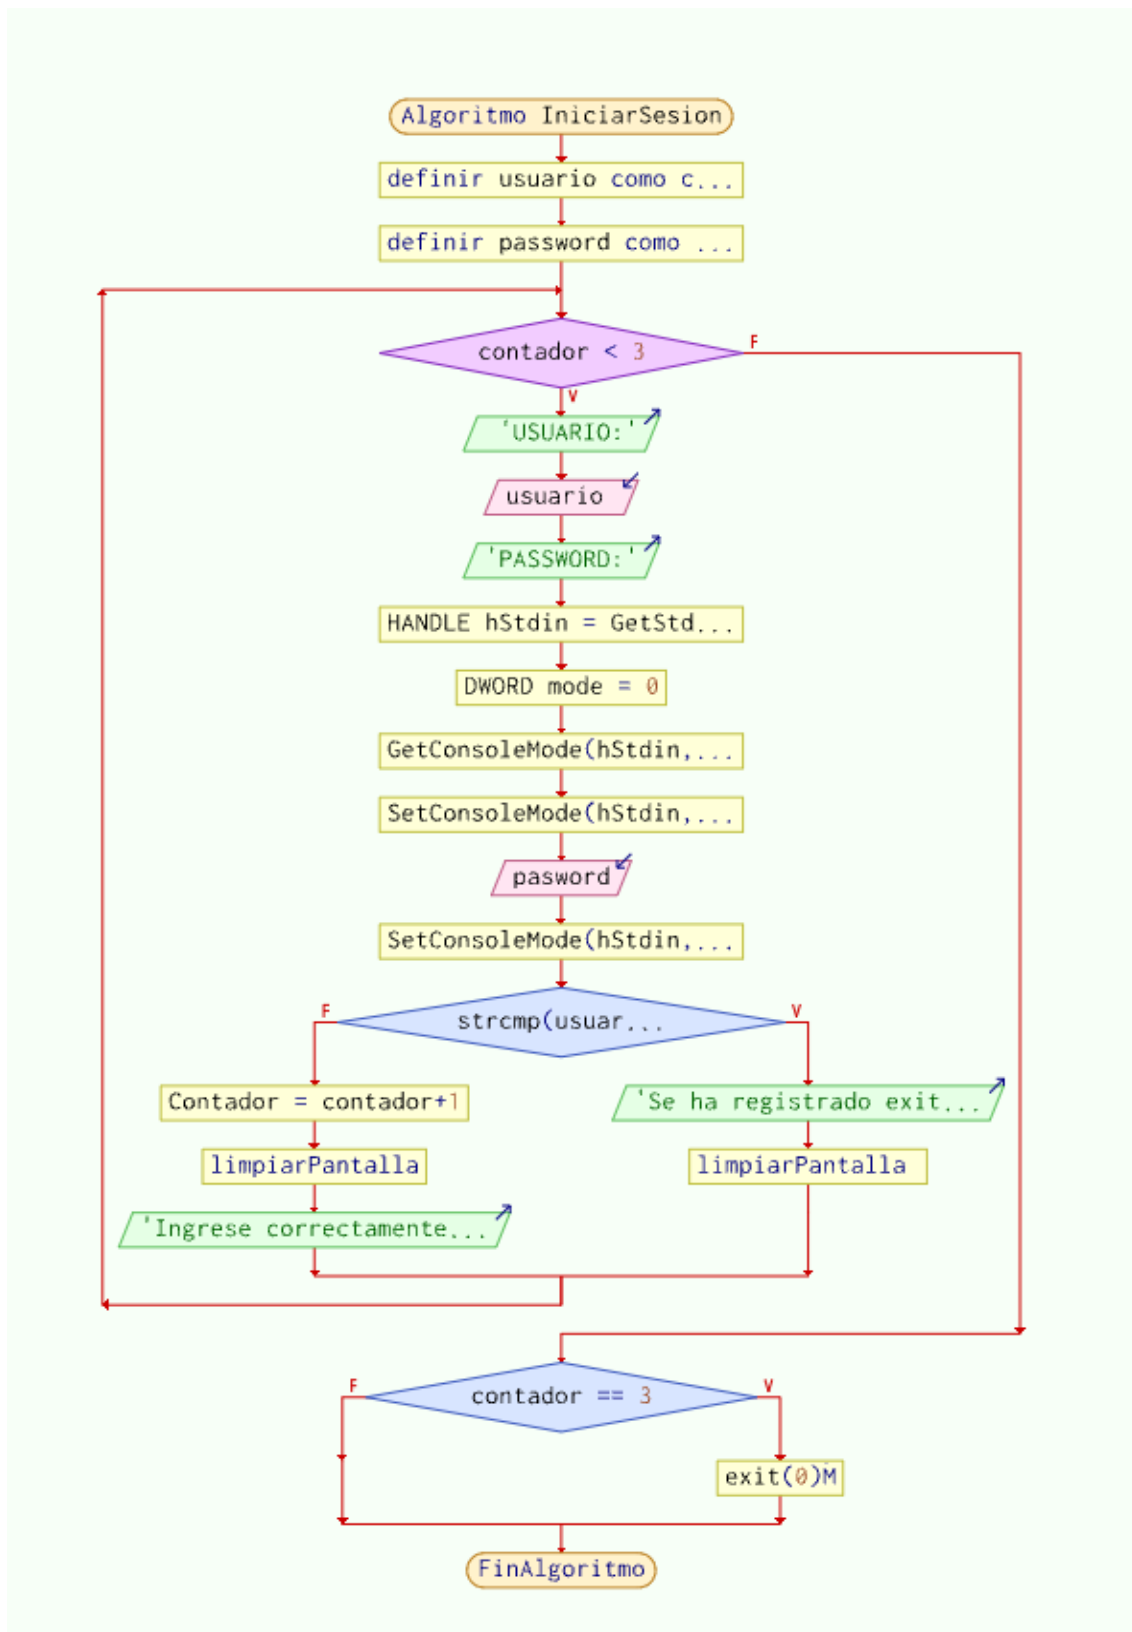 Algoritmo IniciarSesion
definir usuario como c...
definir password como ...
contador < 3
F
V
'USUARIO:'
usuario
'PASSWORD:'
HANDLE hStdin = GetStd...
DWORD mode = 0
GetConsoleMode(hStdin,...
SetConsoleMode(hStdin,...
pasword
SetConsoleMode(hStdin,...
strcmp(usuar...
F
V
Contador = contador+1
limpiarPantalla
'Ingrese correctamente...
'Se ha registrado exit...
limpiarPantalla
contador == 3
F
V
exit(0)M
FinAlgoritmo